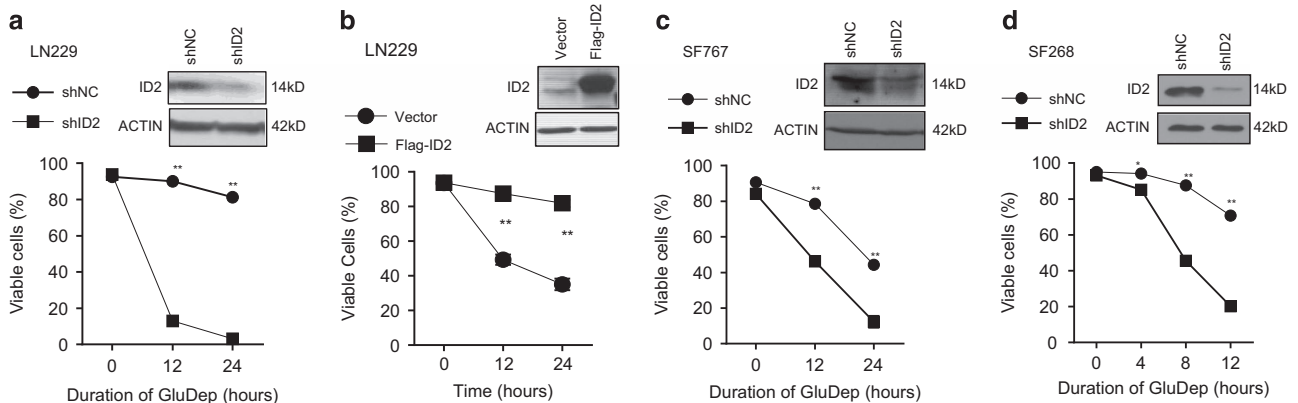 a
LN229
shNC
shID2
shNC
shID2
ID2
14kD
ACTIN
42kD
Viable cells (%)
100
80
60
40
20
0
**
**
0 12 24
Duration of GluDep (hours)
b
LN229
Vector
Flag-ID2
Vector
Flag-ID2
ID2
ACTIN
Viable Cells (%)
100
80
60
40
20
0
**
**
0 12 24
Time (hours)
c
SF767
shNC
shID2
shNC
shID2
ID2
14kD
ACTIN
42kD
Viable cells (%)
100
80
60
40
20
0
**
**
0 12 24
Duration of GluDep (hours)
d
SF268
shNC
shID2
shNC
shID2
ID2
14kD
ACTIN
42kD
Viable cells (%)
100
80
60
40
20
0
*
**
**
0 4 8 12
Duration of GluDep (hours)